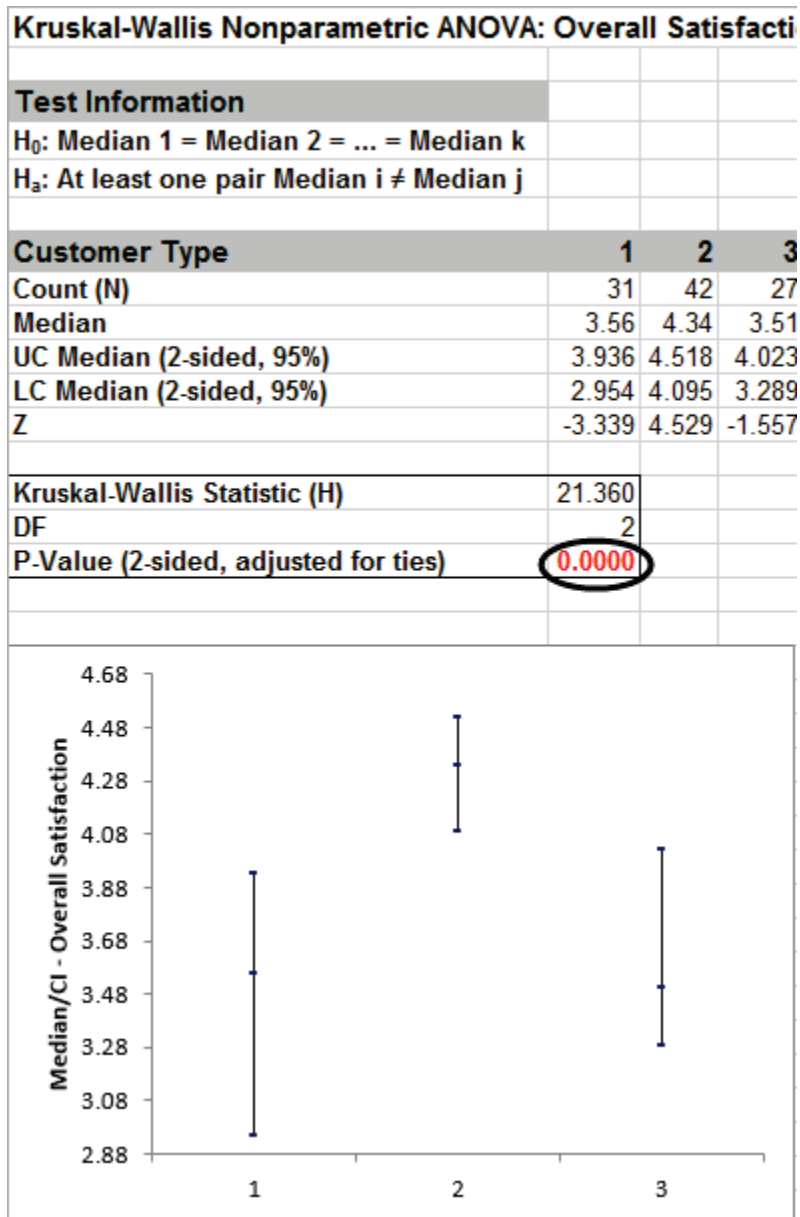 Kruskal-Wallis Nonparametric ANOVA: Overall Satisfacti
Test Information
H₀: Median 1 = Median 2 = ... = Median k
Hₐ: At least one pair Median i ≠ Median j
Customer Type 1 2 3
Count (N) 31 42 27
Median 3.56 4.34 3.51
UC Median (2-sided, 95%) 3.936 4.518 4.023
LC Median (2-sided, 95%) 2.954 4.095 3.289
Z -3.339 4.529 -1.557
Kruskal-Wallis Statistic (H) 21.360
DF 2
P-Value (2-sided, adjusted for ties) 0.0000
Median/CI - Overall Satisfaction
4.68
4.48
4.28
4.08
3.88
3.68
3.48
3.28
3.08
2.88
1 2 3